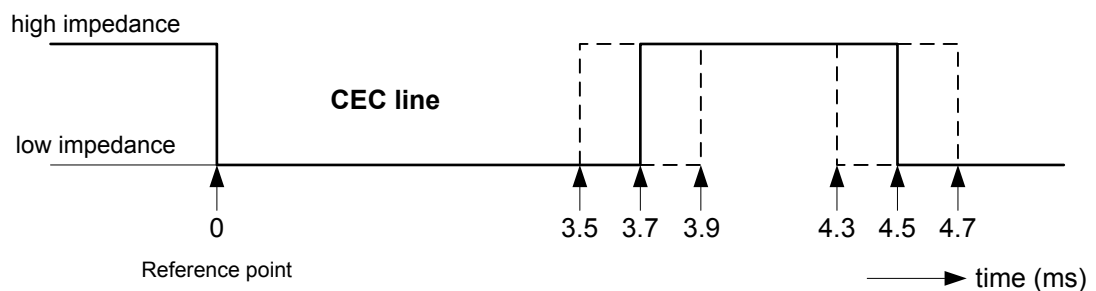 high impedance
CEC line
low impedance
0
3.5
3.7
3.9
4.3
4.5
4.7
Reference point
time (ms)